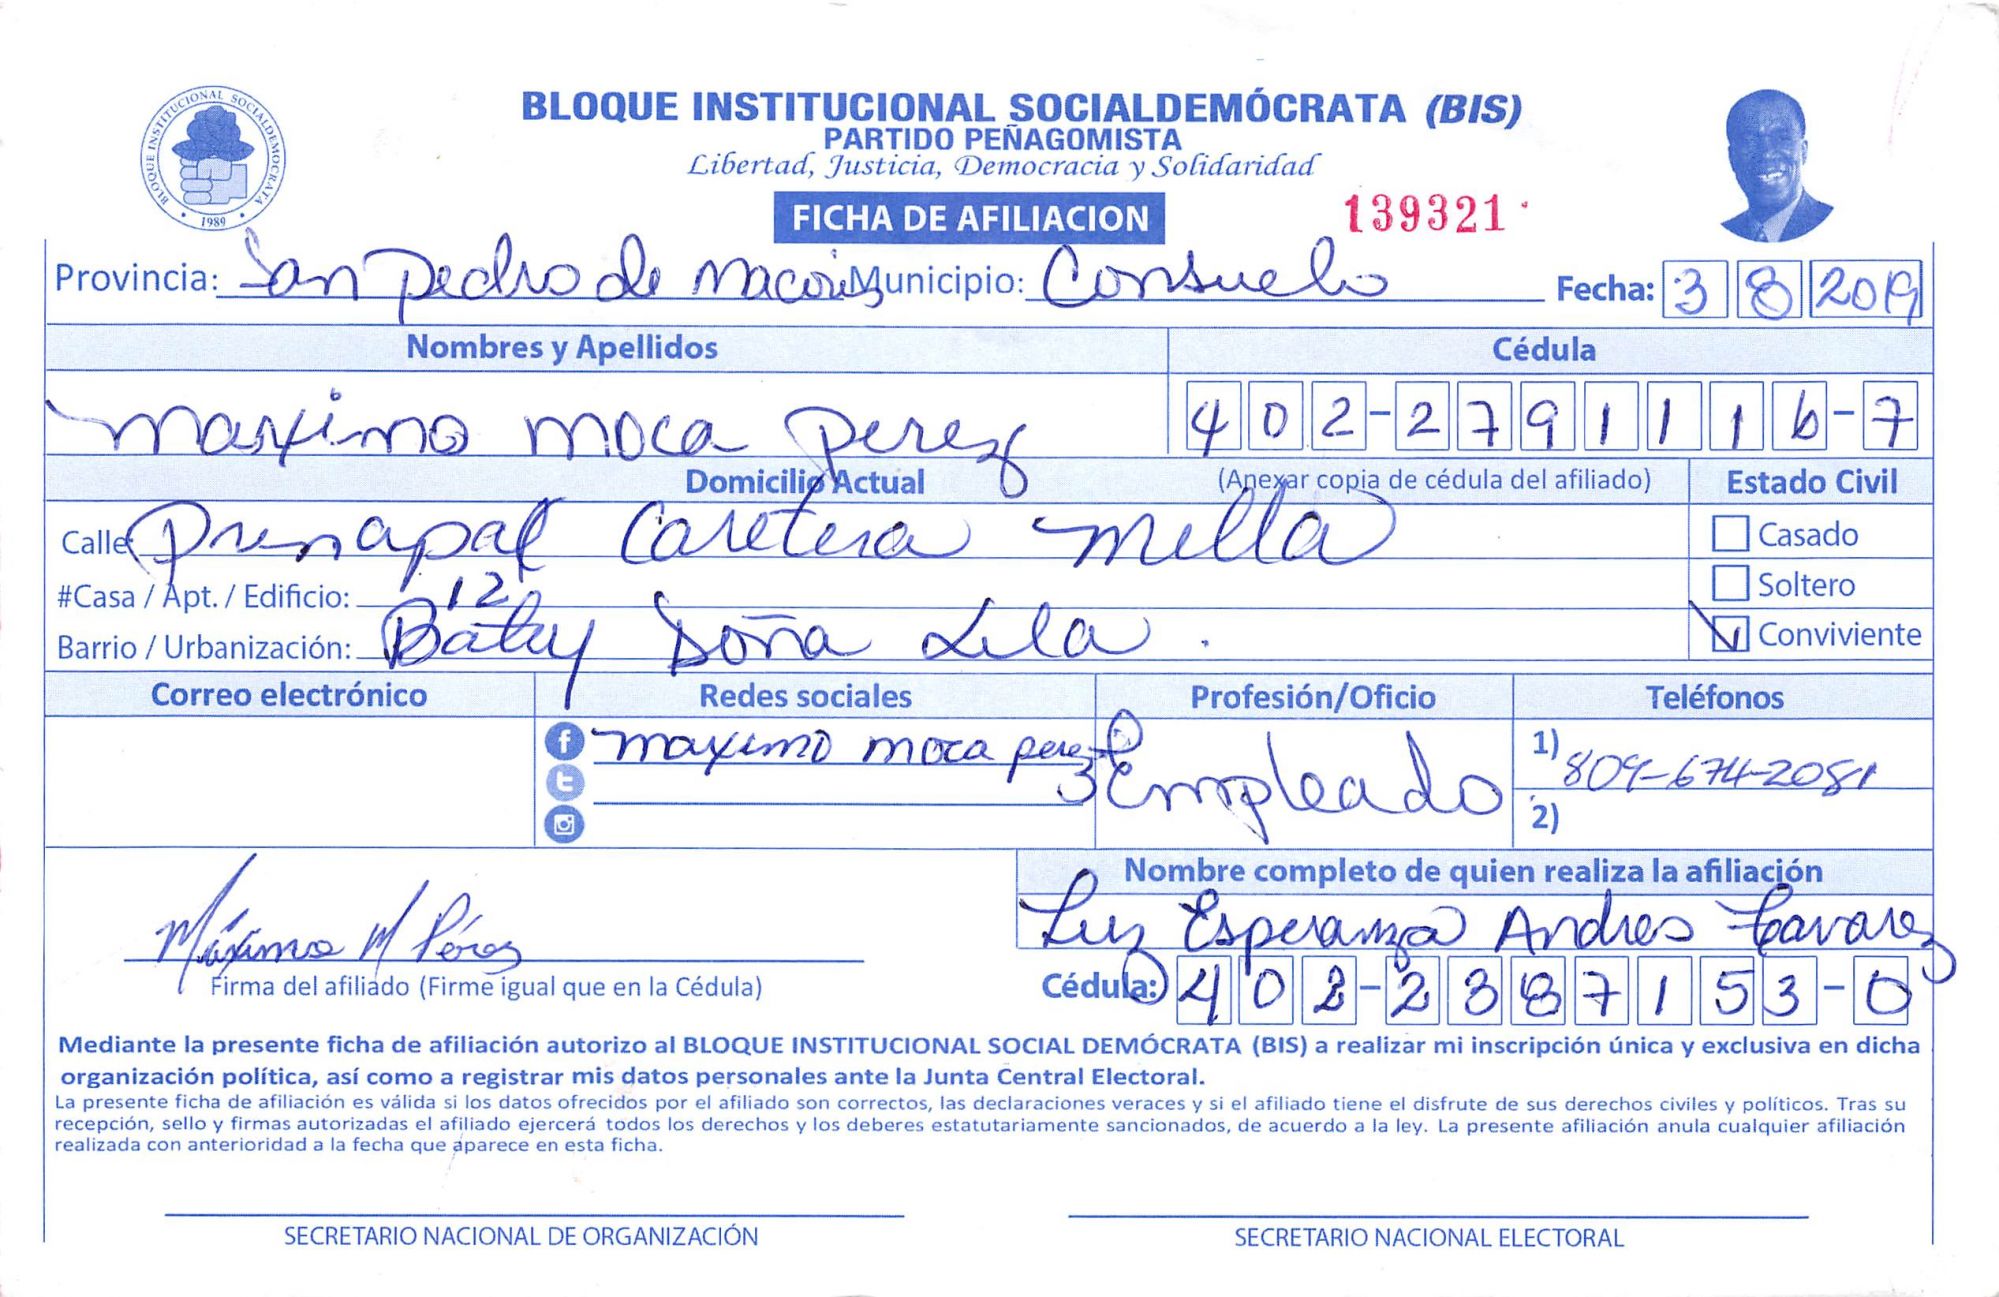 BLOQUE INSTITUCIONAL SOCIALDEMÓCRATA (BIS)
PARTIDO PEÑAGOMISTA
Libertad, Justicia, Democracia y Solidaridad
BLOQUE INSTITUCIONAL SOCIALDEMOCRATA
• 1989 •
FICHA DE AFILIACION
139321
Provincia: San Pedro de Macoris Municipio: Consuelo Fecha: 3 8 2019
Nombres y Apellidos Cédula
maximo moca perez 402-2791116-7
Domicilio Actual (Anexar copia de cédula del afiliado) Estado Civil
Calle Caretera mella Casado
#Casa / Apt. / Edificio: 12 Soltero
Barrio / Urbanización: Batey Doña Lila. Conviviente
Correo electrónico Redes sociales Profesión/Oficio Teléfonos
maximo moca perez Empleado 1) 809-674-2081
2)
Nombre completo de quien realiza la afiliación
Luz Esperanza Andres tavarez
Máximo M Pérez
Firma del afiliado (Firme igual que en la Cédula) Cédula: 402-2387153-0
Mediante la presente ficha de afiliación autorizo al BLOQUE INSTITUCIONAL SOCIAL DEMÓCRATA (BIS) a realizar mi inscripción única y exclusiva en dicha
organización política, así como a registrar mis datos personales ante la Junta Central Electoral.
La presente ficha de afiliación es válida si los datos ofrecidos por el afiliado son correctos, las declaraciones veraces y si el afiliado tiene el disfrute de sus derechos civiles y políticos. Tras su
recepción, sello y firmas autorizadas el afiliado ejercerá todos los derechos y los deberes estatutariamente sancionados, de acuerdo a la ley. La presente afiliación anula cualquier afiliación
realizada con anterioridad a la fecha que aparece en esta ficha.
SECRETARIO NACIONAL DE ORGANIZACIÓN SECRETARIO NACIONAL ELECTORAL